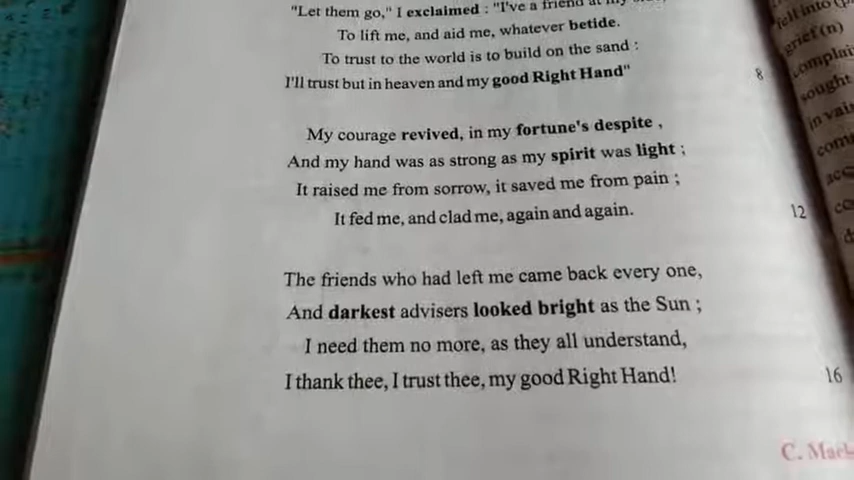 "Let them go," I exclaimed : "I've a friend at my
To lift me, and aid me, whatever betide.
To trust to the world is to build on the sand :
I'll trust but in heaven and my good Right Hand"
8
My courage revived, in my fortune's despite ,
And my hand was as strong as my spirit was light ;
It raised me from sorrow, it saved me from pain ;
It fed me, and clad me, again and again.
12
The friends who had left me came back every one,
And darkest advisers looked bright as the Sun ;
I need them no more, as they all understand,
I thank thee, I trust thee, my good Right Hand!
16
C.
felt into
grief (n)
sought